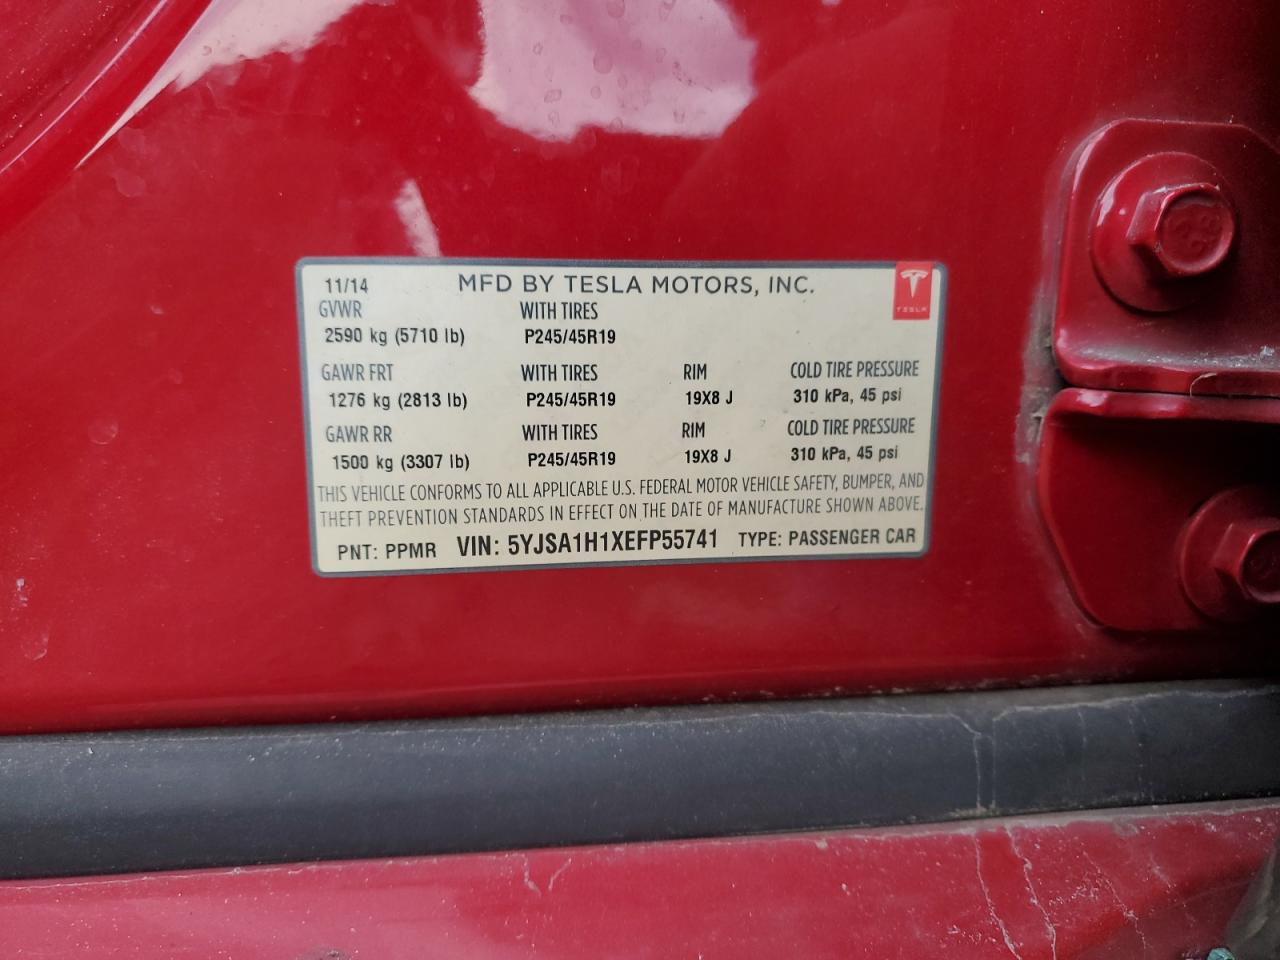 11/14 MFD BY TESLA MOTORS, INC.
TESLA
GVWR WITH TIRES
2590 kg (5710 lb) P245/45R19
GAWR FRT WITH TIRES RIM COLD TIRE PRESSURE
1276 kg (2813 lb) P245/45R19 19X8 J 310 kPa, 45 psi
GAWR RR WITH TIRES RIM COLD TIRE PRESSURE
1500 kg (3307 lb) P245/45R19 19X8 J 310 kPa, 45 psi
THIS VEHICLE CONFORMS TO ALL APPLICABLE U.S. FEDERAL MOTOR VEHICLE SAFETY, BUMPER, AND
THEFT PREVENTION STANDARDS IN EFFECT ON THE DATE OF MANUFACTURE SHOWN ABOVE.
PNT: PPMR VIN: 5YJSA1H1XEFP55741 TYPE: PASSENGER CAR